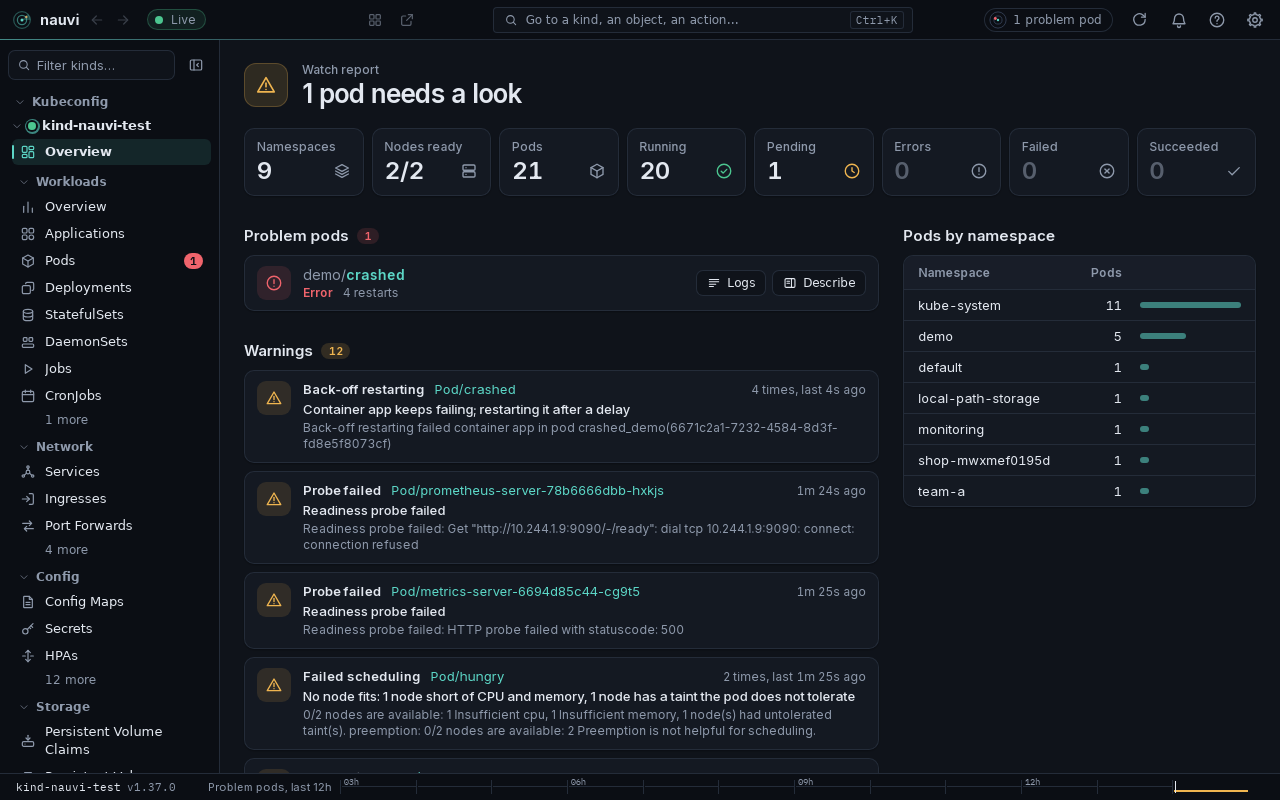 nauvi
Live
Go to a kind, an object, an action...
Ctrl+K
1 problem pod
Filter kinds...
Kubeconfig
kind-nauvi-test
Overview
Workloads
Overview
Applications
Pods 1
Deployments
StatefulSets
DaemonSets
Jobs
CronJobs
1 more
Network
Services
Ingresses
Port Forwards
4 more
Config
Config Maps
Secrets
HPAs
12 more
Storage
Persistent Volume
Claims
Watch report
1 pod needs a look
Namespaces
9
Nodes ready
2/2
Pods
21
Running
20
Pending
1
Errors
0
Failed
0
Succeeded
0
Problem pods 1
demo/crashed
Error 4 restarts
Logs
Describe
Warnings 12
Back-off restarting Pod/crashed 4 times, last 4s ago
Container app keeps failing; restarting it after a delay
Back-off restarting failed container app in pod crashed_demo(6671c2a1-7232-4584-8d3f-
fd8e5f8073cf)
Probe failed Pod/prometheus-server-78b6666dbb-hxkjs 1m 24s ago
Readiness probe failed
Readiness probe failed: Get "http://10.244.1.9:9090/-/ready": dial tcp 10.244.1.9:9090: connect:
connection refused
Probe failed Pod/metrics-server-6694d85c44-cg9t5 1m 25s ago
Readiness probe failed
Readiness probe failed: HTTP probe failed with statuscode: 500
Failed scheduling Pod/hungry 2 times, last 1m 25s ago
No node fits: 1 node short of CPU and memory, 1 node has a taint the pod does not tolerate
0/2 nodes are available: 1 Insufficient cpu, 1 Insufficient memory, 1 node(s) had untolerated
taint(s). preemption: 0/2 nodes are available: 2 Preemption is not helpful for scheduling.
Pods by namespace
Namespace Pods
kube-system 11
demo 5
default 1
local-path-storage 1
monitoring 1
shop-mwxmef0195d 1
team-a 1
kind-nauvi-test v1.37.0
Problem pods, last 12h
03h
06h
09h
12h